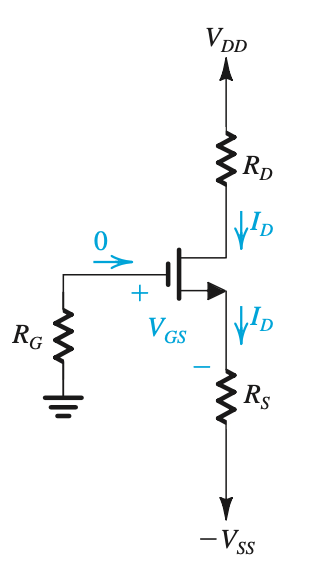 V_DD
R_D
I_D
0
+
V_GS
I_D
−
R_G
R_S
−V_SS